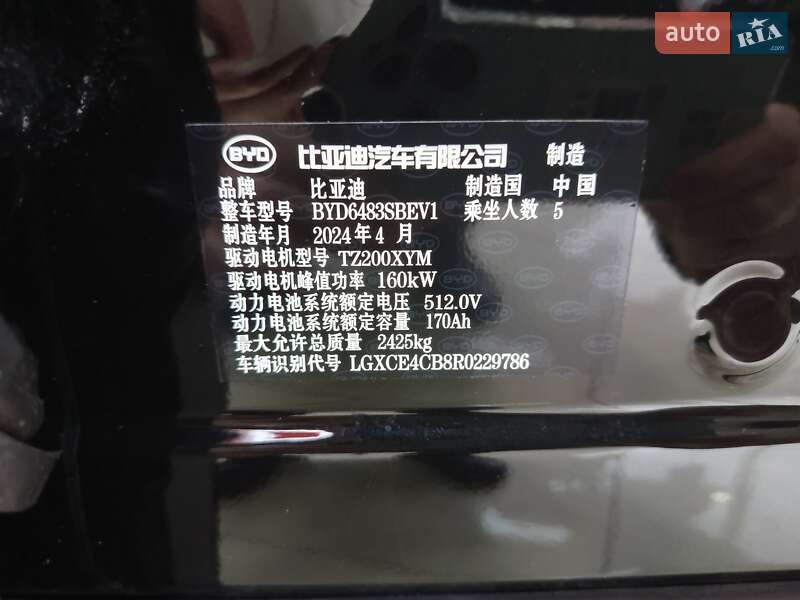 auto RIA .com
BYD 比亚迪汽车有限公司 制造
品牌 比亚迪 制造国 中国
整车型号 BYD6483SBEV1 乘坐人数 5
制造年月 2024年4月
驱动电机型号 TZ200XYM
驱动电机峰值功率 160kW
动力电池系统额定电压 512.0V
动力电池系统额定容量 170Ah
最大允许总质量 2425kg
车辆识别代号 LGXCE4CB8R0229786